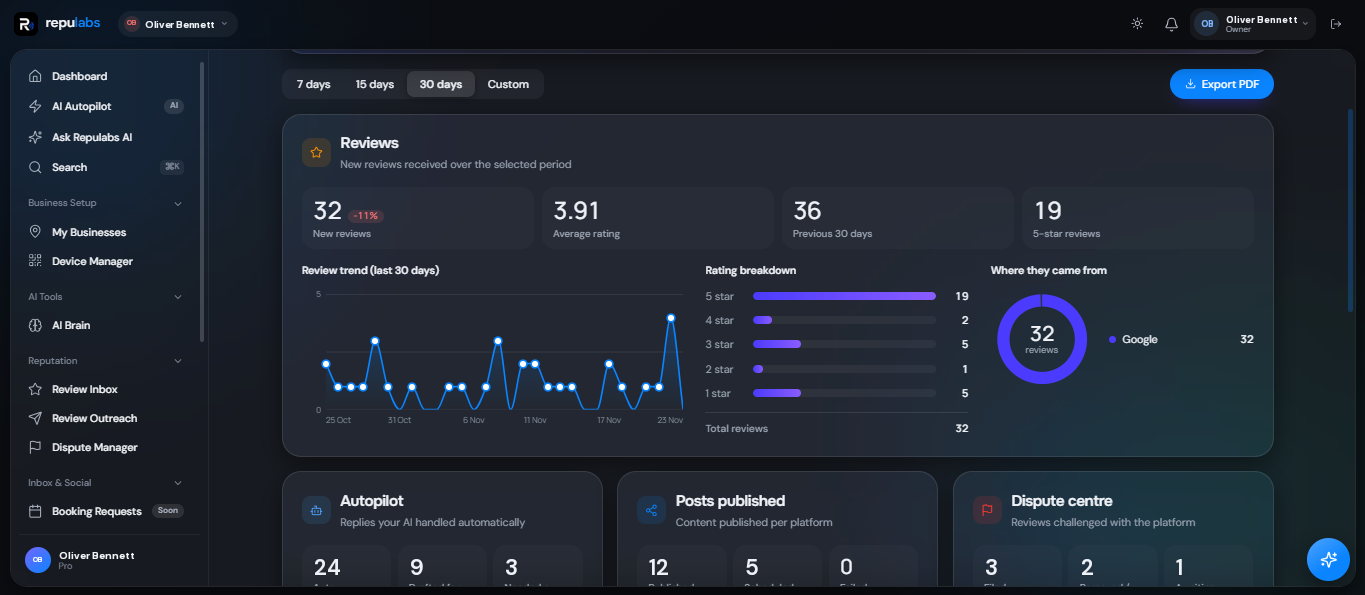 repulabs
OB Oliver Bennett
OB Oliver Bennett
Owner
Dashboard
AI Autopilot AI
Ask Repulabs AI
Search ⌘K
Business Setup
My Businesses
Device Manager
AI Tools
AI Brain
Reputation
Review Inbox
Review Outreach
Dispute Manager
Inbox & Social
Booking Requests Soon
OB Oliver Bennett
Pro
7 days 15 days 30 days Custom
Export PDF
Reviews
New reviews received over the selected period
32 -11%
New reviews
3.91
Average rating
36
Previous 30 days
19
5-star reviews
Review trend (last 30 days)
5
0
25 Oct 31 Oct 6 Nov 11 Nov 17 Nov 23 Nov
Rating breakdown
5 star 19
4 star 2
3 star 5
2 star 1
1 star 5
Total reviews 32
Where they came from
32
reviews
Google 32
Autopilot
Replies your AI handled automatically
24 9 3
Posts published
Content published per platform
12 5 0
Dispute centre
Reviews challenged with the platform
3 2 1